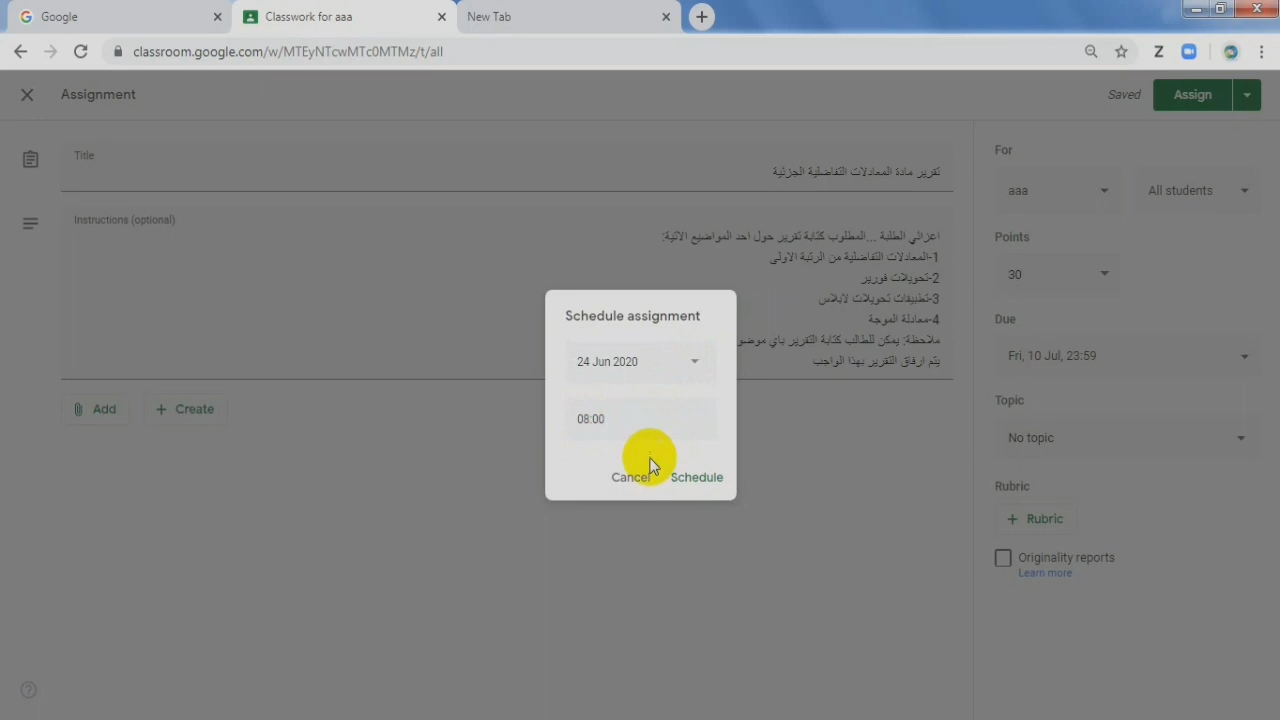 Google
Classwork for aaa
New Tab
classroom.google.com/w/MTEyNTcwMTc0MTMz/t/all
Z
Assignment
Saved
Assign
Title
تقرير مادة المعادلات التفاضلية الجزئية
Instructions (optional)
اعزائي الطلبة ...المطلوب كتابة تقرير حول احد المواضيع الاتية:
1-المعادلات التفاضلية من الرتبة الاولى
2-تحويلات فورير
3-تطبيقات تحويلات لابلاس
4-معادلة الموجة
ملاحظة: يمكن للطالب كتابة التقرير باي موضو
يتم ارفاق التقرير بهذا الواجب
Add
Create
Schedule assignment
24 Jun 2020
08:00
Cancel
Schedule
For
aaa
All students
Points
30
Due
Fri, 10 Jul, 23:59
Topic
No topic
Rubric
Rubric
Originality reports
Learn more